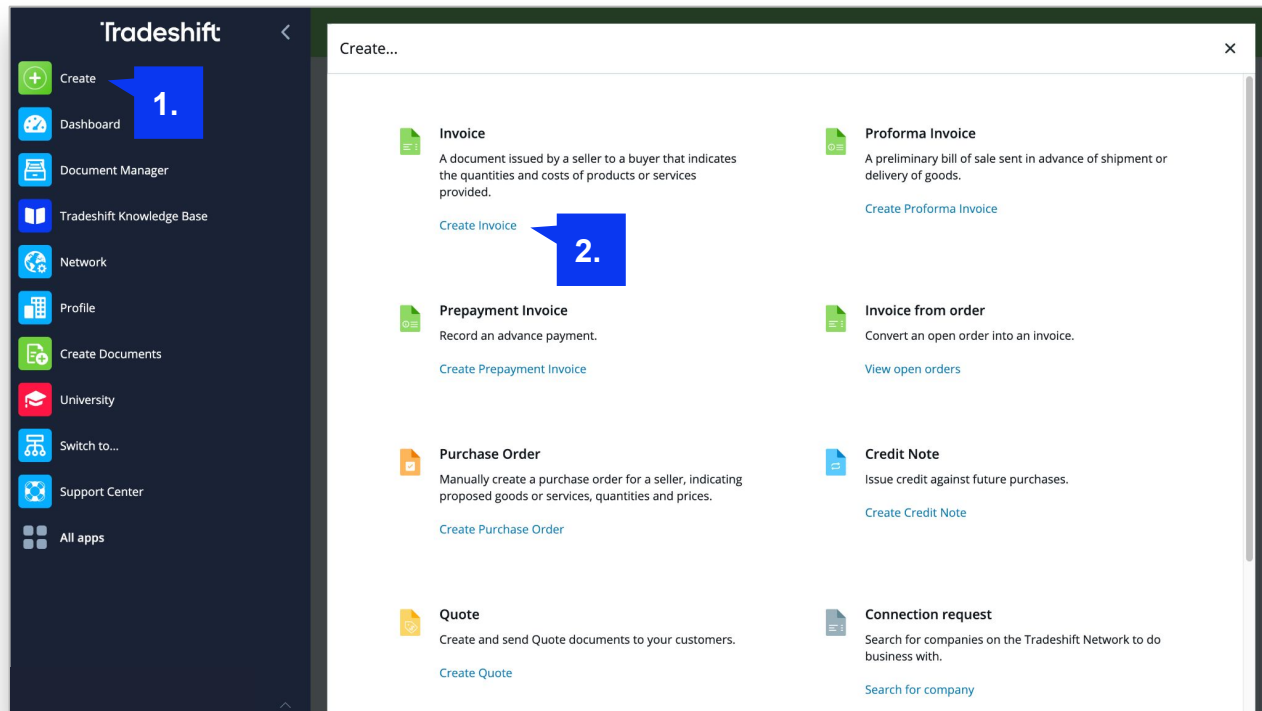 Tradeshift
Create
1.
Dashboard
Document Manager
Tradeshift Knowledge Base
Network
Profile
Create Documents
University
Switch to...
Support Center
All apps
Create...
Invoice
A document issued by a seller to a buyer that indicates
the quantities and costs of products or services
provided.
Create Invoice
2.
Proforma Invoice
A preliminary bill of sale sent in advance of shipment or
delivery of goods.
Create Proforma Invoice
Prepayment Invoice
Record an advance payment.
Create Prepayment Invoice
Invoice from order
Convert an open order into an invoice.
View open orders
Purchase Order
Manually create a purchase order for a seller, indicating
proposed goods or services, quantities and prices.
Create Purchase Order
Credit Note
Issue credit against future purchases.
Create Credit Note
Quote
Create and send Quote documents to your customers.
Create Quote
Connection request
Search for companies on the Tradeshift Network to do
business with.
Search for company